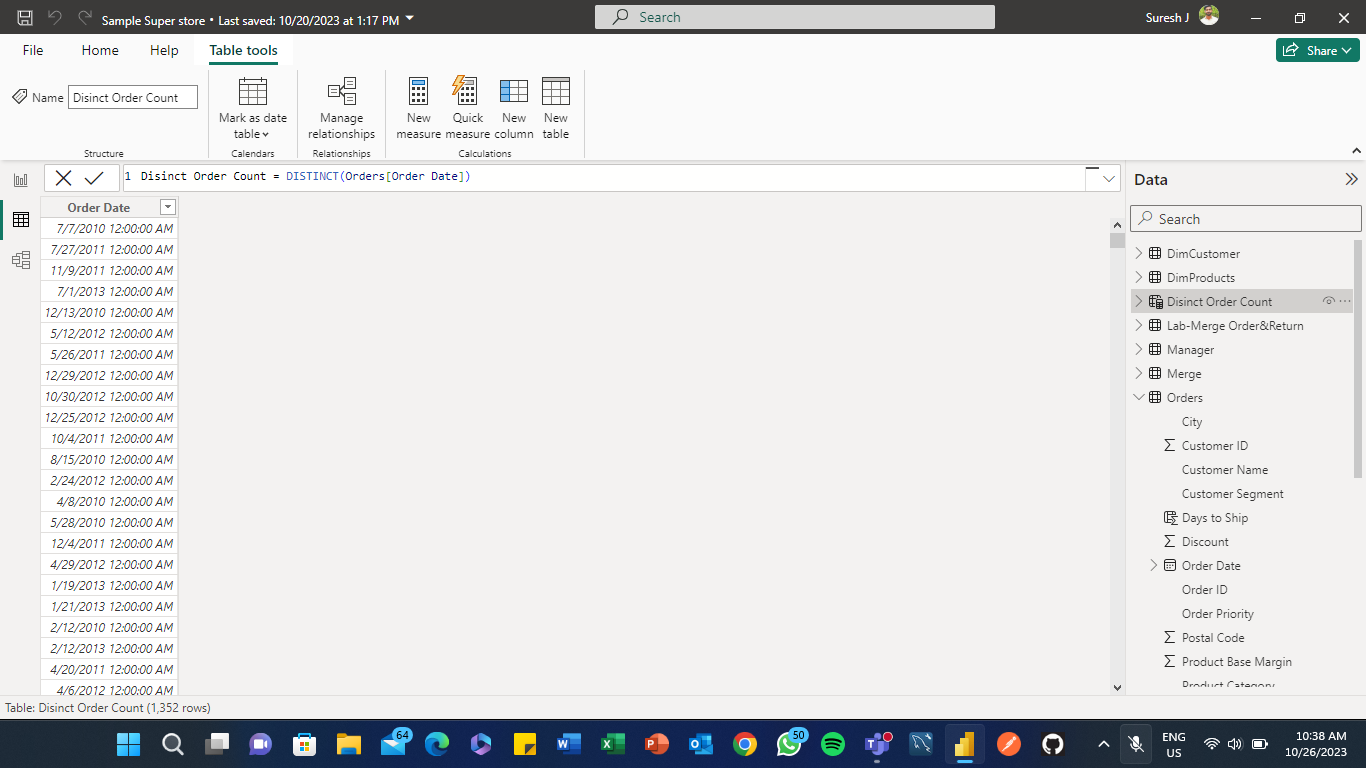 Sample Super store • Last saved: 10/20/2023 at 1:17 PM
Search
Suresh J
File
Home
Help
Table tools
Share
Name
Disinct Order Count
Mark as date
table
Manage
relationships
New
measure
Quick
measure
New
column
New
table
Structure
Calendars
Relationships
Calculations
1 Disinct Order Count = DISTINCT(Orders[Order Date])
Order Date
7/7/2010 12:00:00 AM
7/27/2011 12:00:00 AM
11/9/2011 12:00:00 AM
7/1/2013 12:00:00 AM
12/13/2010 12:00:00 AM
5/12/2012 12:00:00 AM
5/26/2011 12:00:00 AM
12/29/2012 12:00:00 AM
10/30/2012 12:00:00 AM
12/25/2012 12:00:00 AM
10/4/2011 12:00:00 AM
8/15/2010 12:00:00 AM
2/24/2012 12:00:00 AM
4/8/2010 12:00:00 AM
5/28/2010 12:00:00 AM
12/4/2011 12:00:00 AM
4/29/2012 12:00:00 AM
1/19/2013 12:00:00 AM
1/21/2013 12:00:00 AM
2/12/2010 12:00:00 AM
2/12/2013 12:00:00 AM
4/20/2011 12:00:00 AM
4/6/2012 12:00:00 AM
Data
Search
DimCustomer
DimProducts
Disinct Order Count
Lab-Merge Order&Return
Manager
Merge
Orders
City
Customer ID
Customer Name
Customer Segment
Days to Ship
Discount
Order Date
Order ID
Order Priority
Postal Code
Product Base Margin
Product Category
Table: Disinct Order Count (1,352 rows)
64
50
ENG
US
10:38 AM
10/26/2023